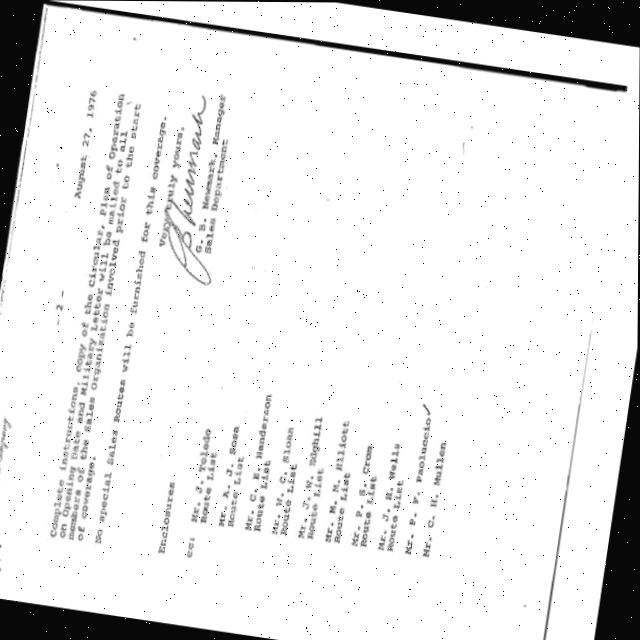 - 2 -
August 27, 1976
Complete instructions, copy of the Circular, Plan of Operation
on Opening Date and Military Letter will be mailed to all
members of the Sales Organization involved prior to the start
of coverage.
No special Sales Routes will be furnished for this coverage.
Very truly yours,
G. B. Neumark, Manager
Sales Department
Enclosures
cc: Mr. J. Toledo
Route List
Mr. A. J. Sosa
Route List
Mr. C. L. Handerson
Route List
Mr. W. C. Sloan
Route List
Mr. J. W. Edghill
Route List
Mr. M. M. Elliott
Route List
Mr. P. S. Crom
Route List
Mr. J. H. Wells
Route List
Mr. P. P. Paoluccio
Mr. C. H. Mullen